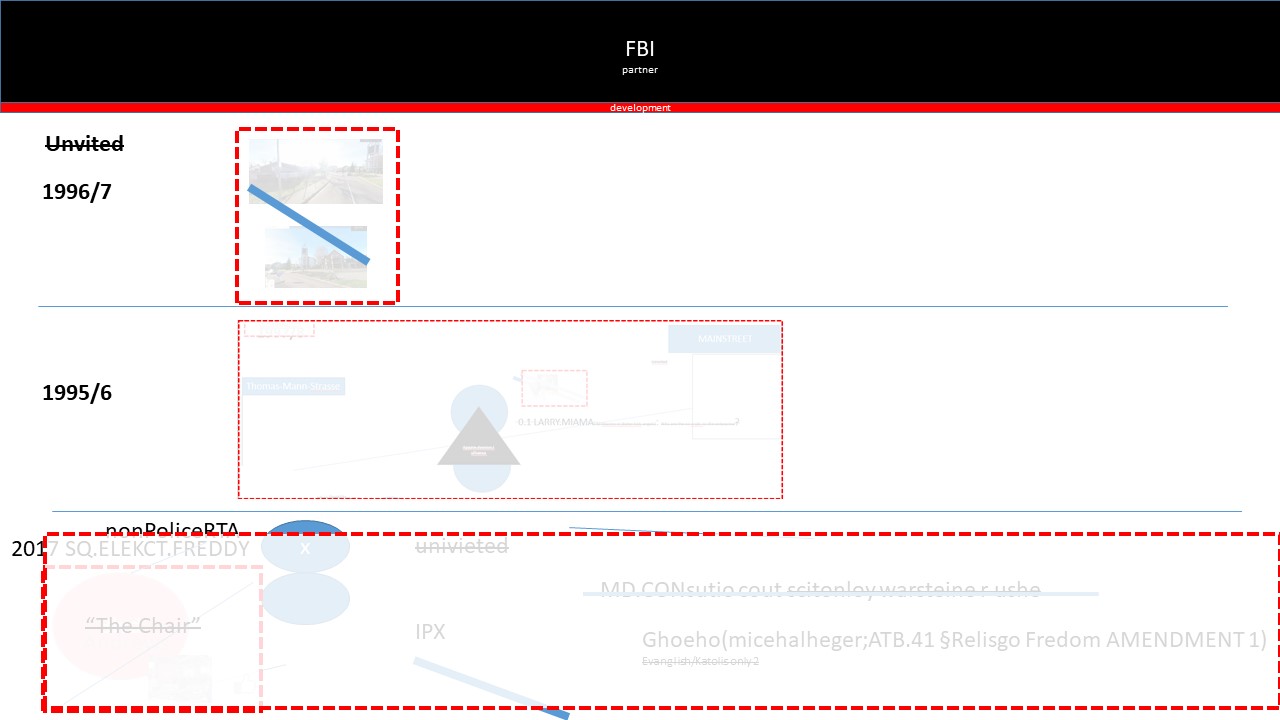 FBI
partner
development
Unvited
1996/7
1995/6
MAINSTREET
Thomas-Mann-Strasse
0.1 LARRY.MIAMA
nonPoliceRTA
2017 SQ.ELEKCT,FREDDY
X
univieted
MD CONsutio cout scitonloy warsteine r ushe
"The Chair"
IPX
Ghoeho(micehalheger;ATB.41 §Relisgo Fredom AMENDMENT 1)
Evanglish/Katolis only 2